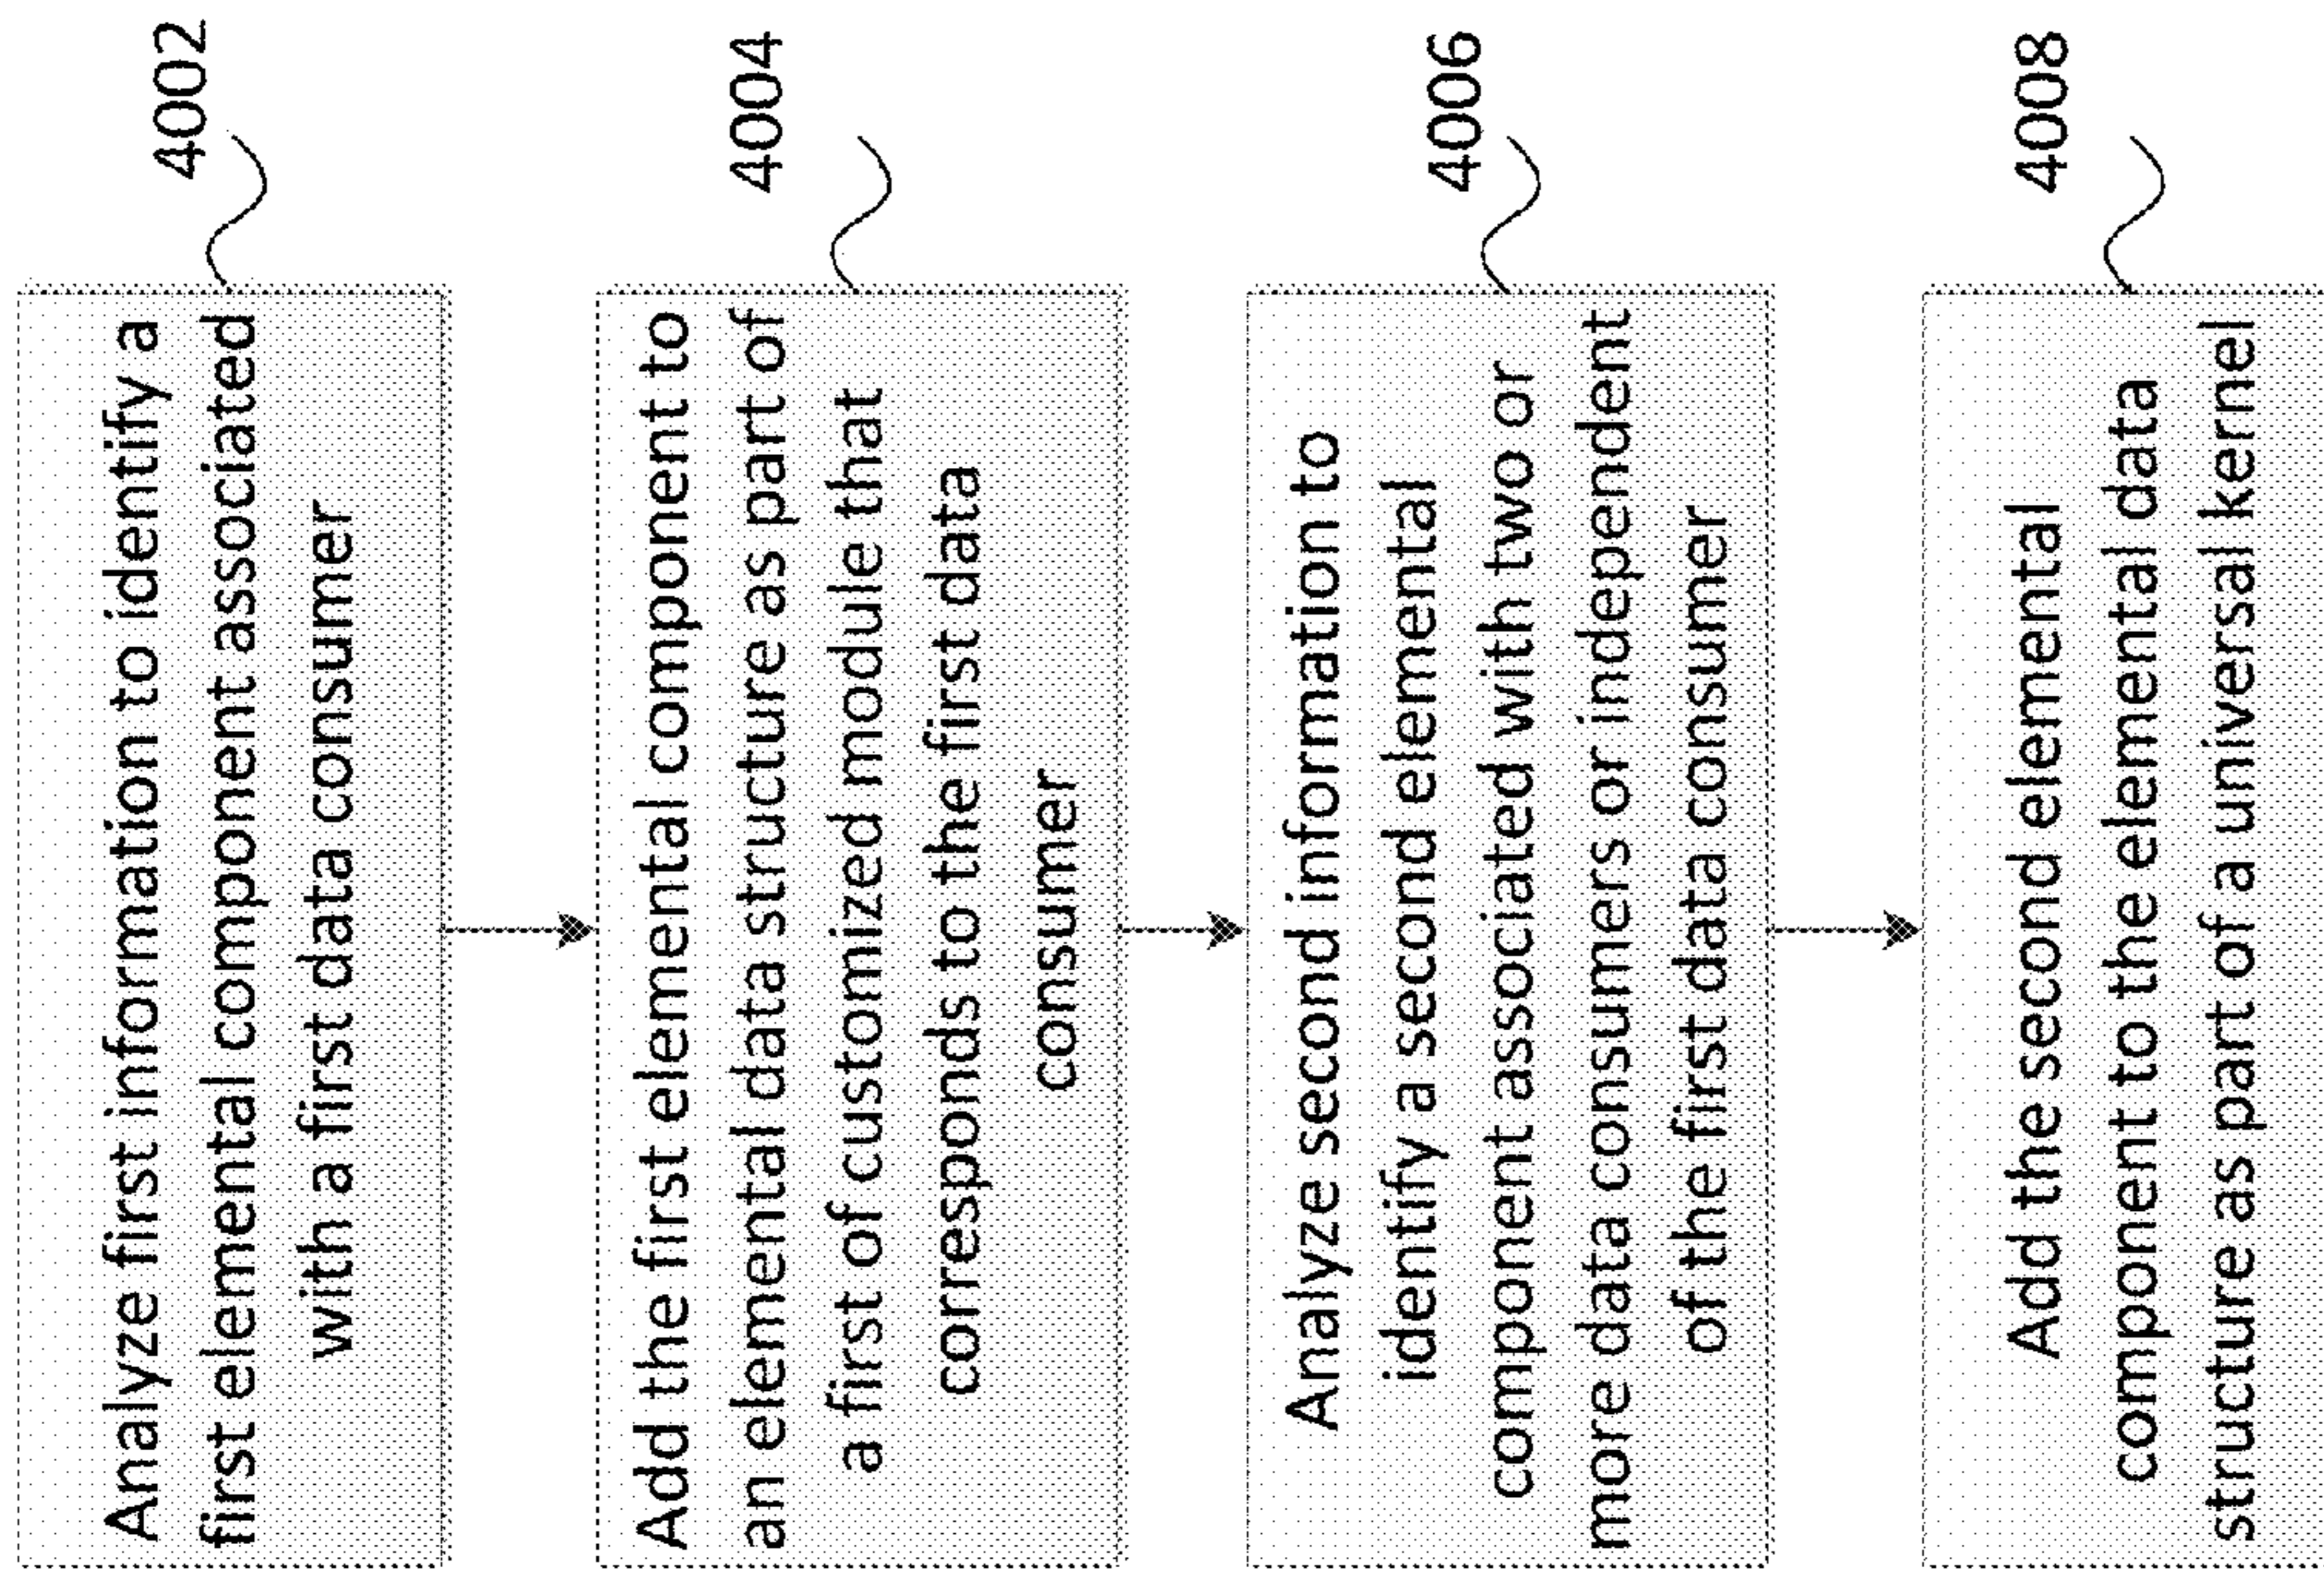 Analyze first information to identify a
first elemental component associated
with a first data consumer
4002
Add the first elemental component to
an elemental data structure as part of
a first of customized module that
corresponds to the first data
consumer
4004
Analyze second information to
identify a second elemental
component associated with two or
more data consumers or independent
of the first data consumer
4006
Add the second elemental
component to the elemental data
structure as part of a universal kernel
4008